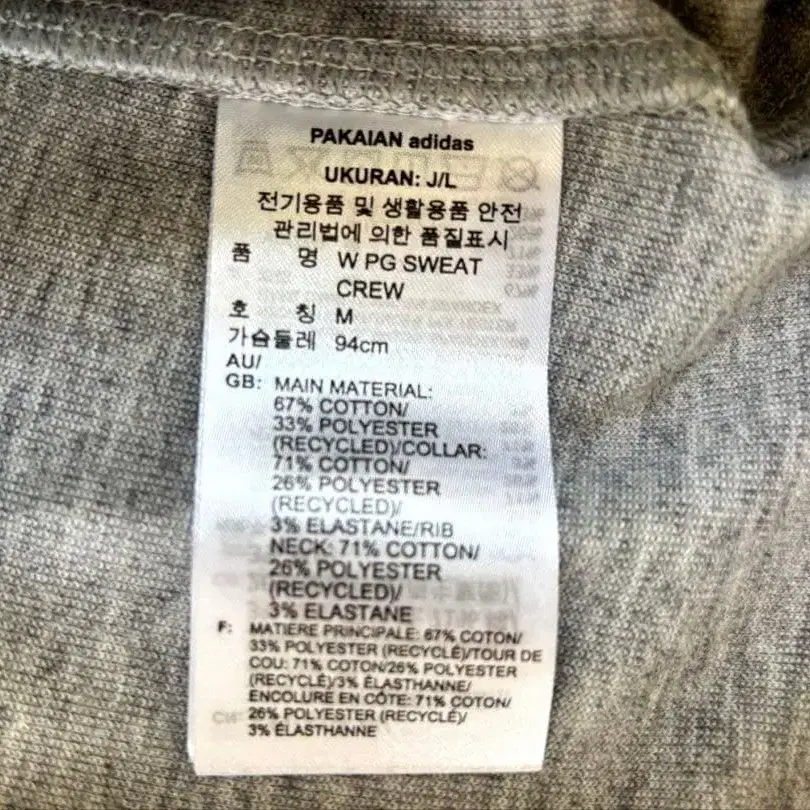 PAKAIAN adidas
UKURAN: J/L
전기용품 및 생활용품 안전
관리법에 의한 품질표시
품 명 W PG SWEAT
CREW
호 칭 M
가슴둘레 94cm
AU/
GB: MAIN MATERIAL:
67% COTTON/
33% POLYESTER
(RECYCLED)/COLLAR:
71% COTTON/
26% POLYESTER
(RECYCLED)/
3% ELASTANE/RIB
NECK: 71% COTTON/
26% POLYESTER
(RECYCLED)/
3% ELASTANE
F: MATIERE PRINCIPALE: 67% COTON/
33% POLYESTER (RECYCLÉ)/TOUR DE
COU: 71% COTON/26% POLYESTER
(RECYCLÉ)/3% ÉLASTHANNE/
ENCOLURE EN CÔTE: 71% COTON/
26% POLYESTER (RECYCLÉ)/
3% ÉLASTHANNE